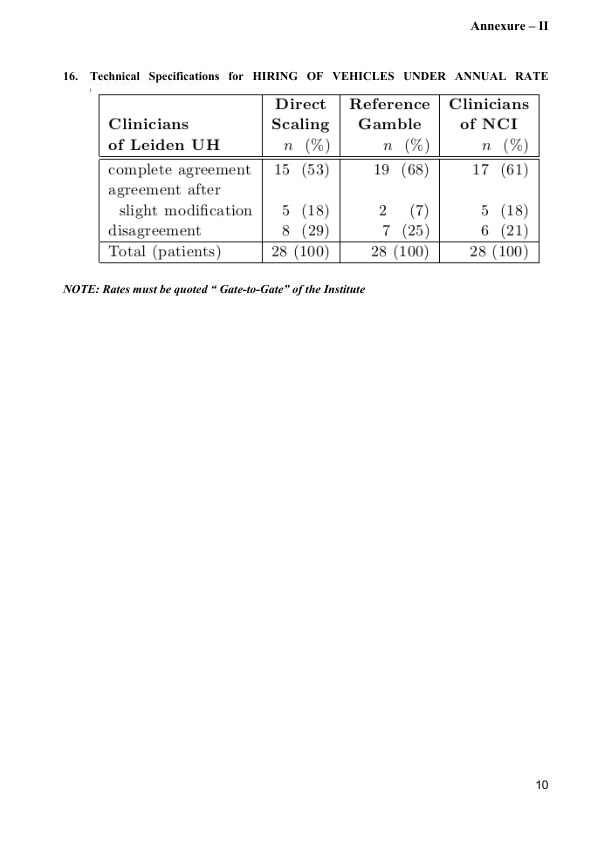 Annexure – II
16. Technical Specifications for HIRING OF VEHICLES UNDER ANNUAL RATE
Direct Reference Clinicians
Clinicians Scaling Gamble of NCI
of Leiden UH n (%) n (%) n (%)
complete agreement 15 (53) 19 (68) 17 (61)
agreement after
slight modification 5 (18) 2 (7) 5 (18)
disagreement 8 (29) 7 (25) 6 (21)
Total (patients) 28 (100) 28 (100) 28 (100)
NOTE: Rates must be quoted “ Gate-to-Gate” of the Institute
10